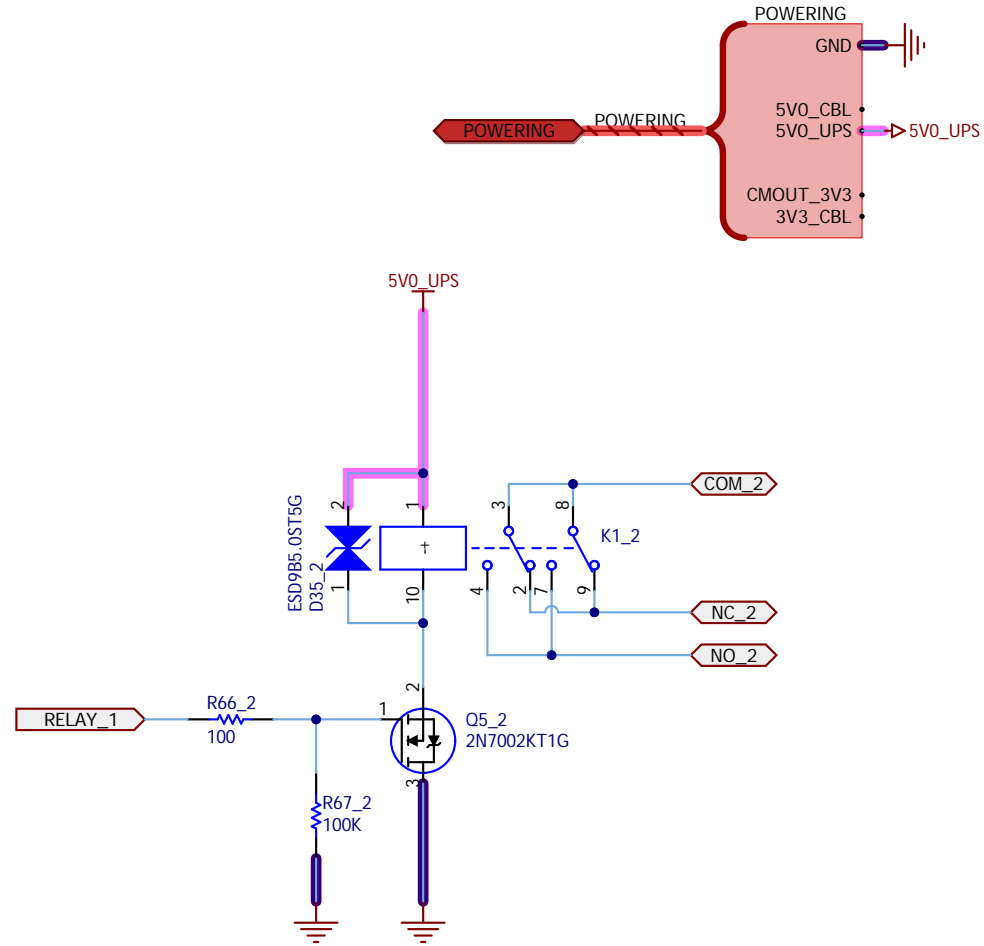 POWERING
GND
5V0_CBL
POWERING
POWERING
5V0_UPS
5V0_UPS
CMOUT_3V3
3V3_CBL
5V0_UPS
COM_2
3
8
2
1
K1_2
ESD9B5.0ST5G
D35_2
1
10
4
2
7
9
NC_2
NO_2
2
R66_2
1
Q5_2
RELAY_1
100
2N7002KT1G
3
R67_2
100K